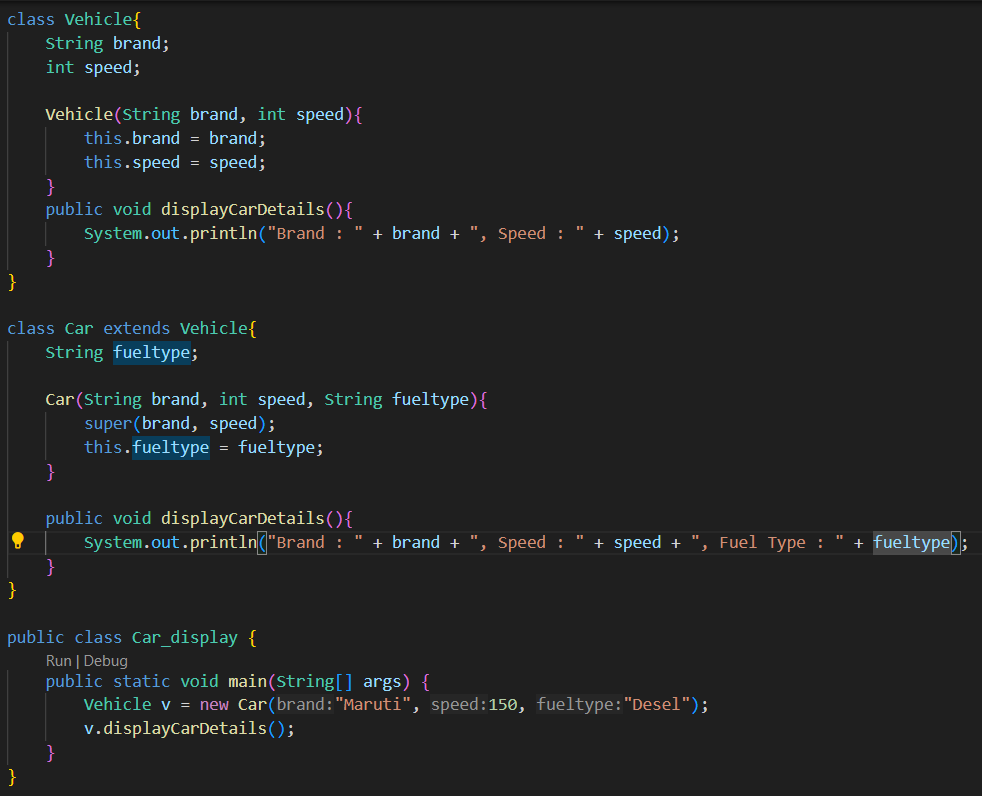 class Vehicle{
    String brand;
    int speed;

    Vehicle(String brand, int speed){
        this.brand = brand;
        this.speed = speed;
    }
    public void displayCarDetails(){
        System.out.println("Brand : " + brand + ", Speed : " + speed);
    }
}

class Car extends Vehicle{
    String fueltype;

    Car(String brand, int speed, String fueltype){
        super(brand, speed);
        this.fueltype = fueltype;
    }

    public void displayCarDetails(){
        System.out.println("Brand : " + brand + ", Speed : " + speed + ", Fuel Type : " + fueltype);
    }
}

public class Car_display {
    Run | Debug
    public static void main(String[] args) {
        Vehicle v = new Car(brand:"Maruti", speed:150, fueltype:"Desel");
        v.displayCarDetails();
    }
}